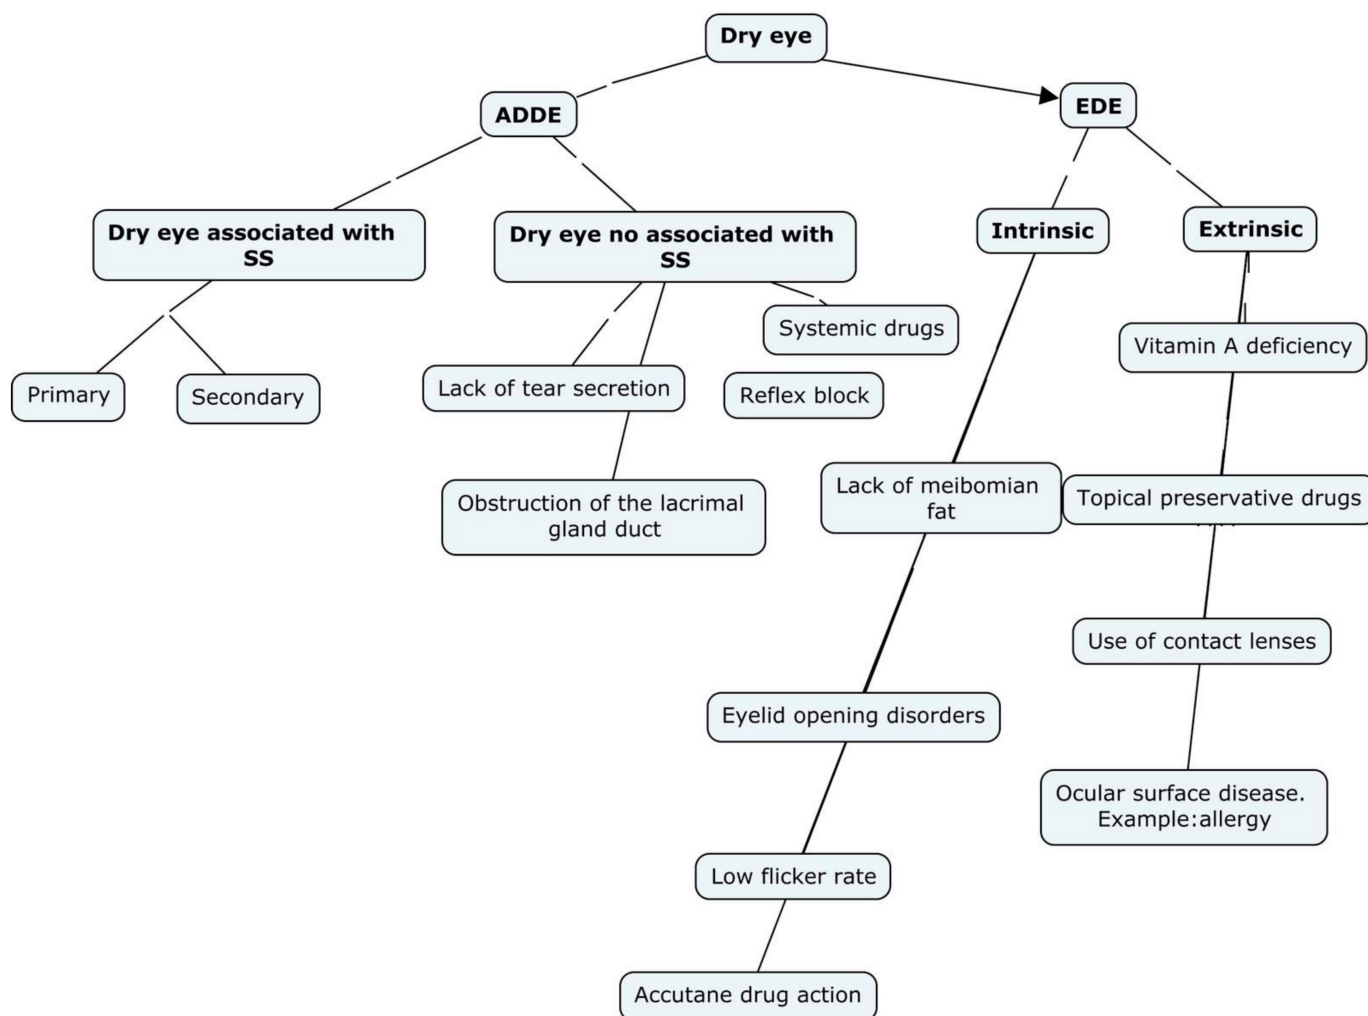 Dry eye
ADDE
EDE
Dry eye associated with
SS
Dry eye no associated with
SS
Intrinsic
Extrinsic
Systemic drugs
Vitamin A deficiency
Primary
Secondary
Lack of tear secretion
Reflex block
Obstruction of the lacrimal
gland duct
Lack of meibomian
fat
Topical preservative drugs
Use of contact lenses
Eyelid opening disorders
Ocular surface disease.
Example:allergy
Low flicker rate
Accutane drug action